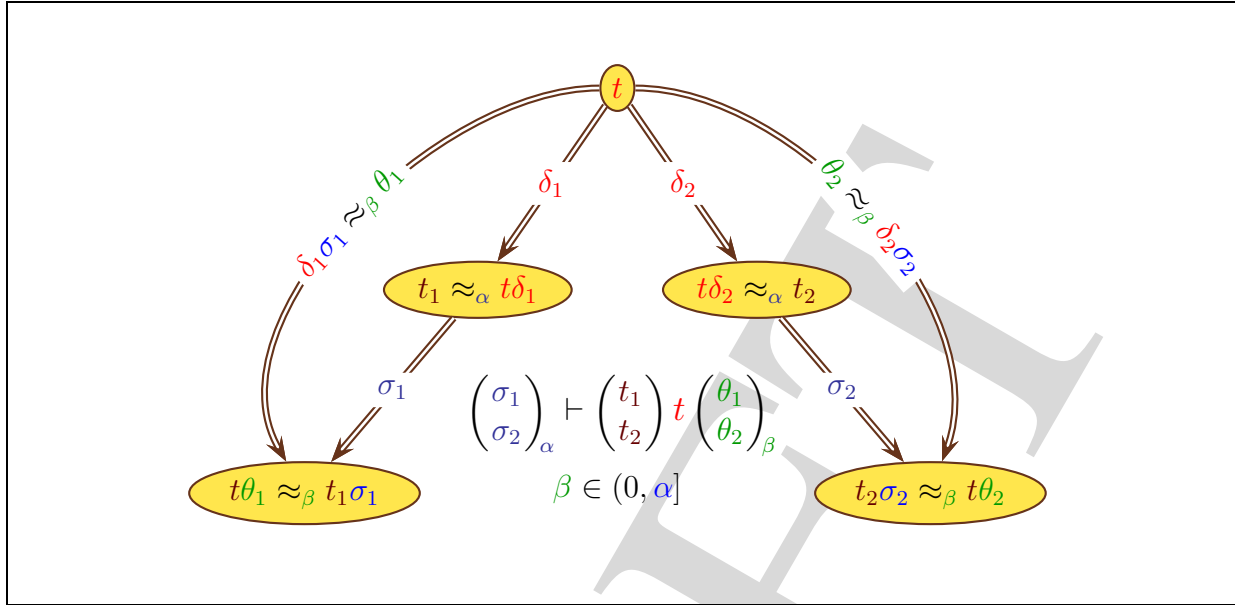 t
δ₁σ₁ ≈_β θ₁
δ₁
δ₂
θ₂ ≈_β δ₂σ₂
t₁ ≈_α tδ₁
tδ₂ ≈_α t₂
σ₁
(σ₁ σ₂)_α ⊢ (t₁ t₂) t (θ₁ θ₂)_β
σ₂
β ∈ (0, α]
tθ₁ ≈_β t₁σ₁
t₂σ₂ ≈_β tθ₂